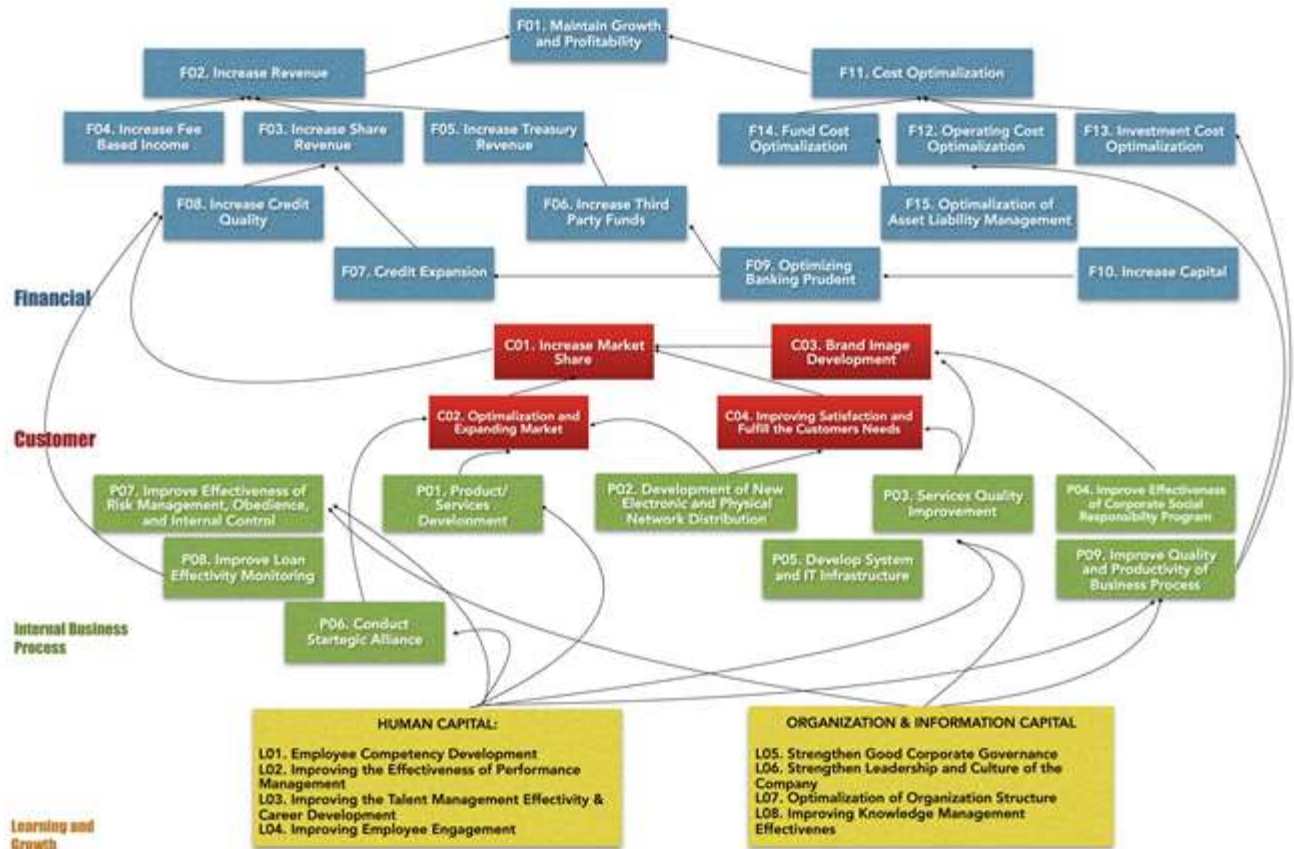 F01. Maintain Growth
and Profitability
F02. Increase Revenue
F11. Cost Optimalization
F04. Increase Fee
Based Income
F03. Increase Share
Revenue
F05. Increase Treasury
Revenue
F14. Fund Cost
Optimalization
F12. Operating Cost
Optimalization
F13. Investment Cost
Optimalization
F08. Increase Credit
Quality
F06. Increase Third
Party Funds
F15. Optimalization of
Asset Liability Management
F07. Credit Expansion
F09. Optimizing
Banking Prudent
F10. Increase Capital
Financial
C01. Increase Market
Share
C03. Brand Image
Development
C02. Optimalization and
Expanding Market
C04. Improving Satisfaction and
Fulfill the Customers Needs
Customer
P07. Improve Effectiveness of
Risk Management, Obedience,
and Internal Control
P01. Product/
Services Development
P02. Development of New
Electronic and Physical
Network Distribution
P03. Services Quality
Improvement
P04. Improve Effectiveness
of Corporate Social
Responsibilty Program
P08. Improve Loan
Effectivity Monitoring
P05. Develop System
and IT Infrastructure
P09. Improve Quality
and Productivity of
Business Process
P06. Conduct
Startegic Alliance
Internal Business
Process
HUMAN CAPITAL:
L01. Employee Competency Development
L02. Improving the Effectiveness of Performance
Management
L03. Improving the Talent Management Effectivity &
Career Development
L04. Improving Employee Engagement
ORGANIZATION & INFORMATION CAPITAL
L05. Strengthen Good Corporate Governance
L06. Strengthen Leadership and Culture of the
Company
L07. Optimalization of Organization Structure
L08. Improving Knowledge Management
Effectivenes
Learning and
Growth